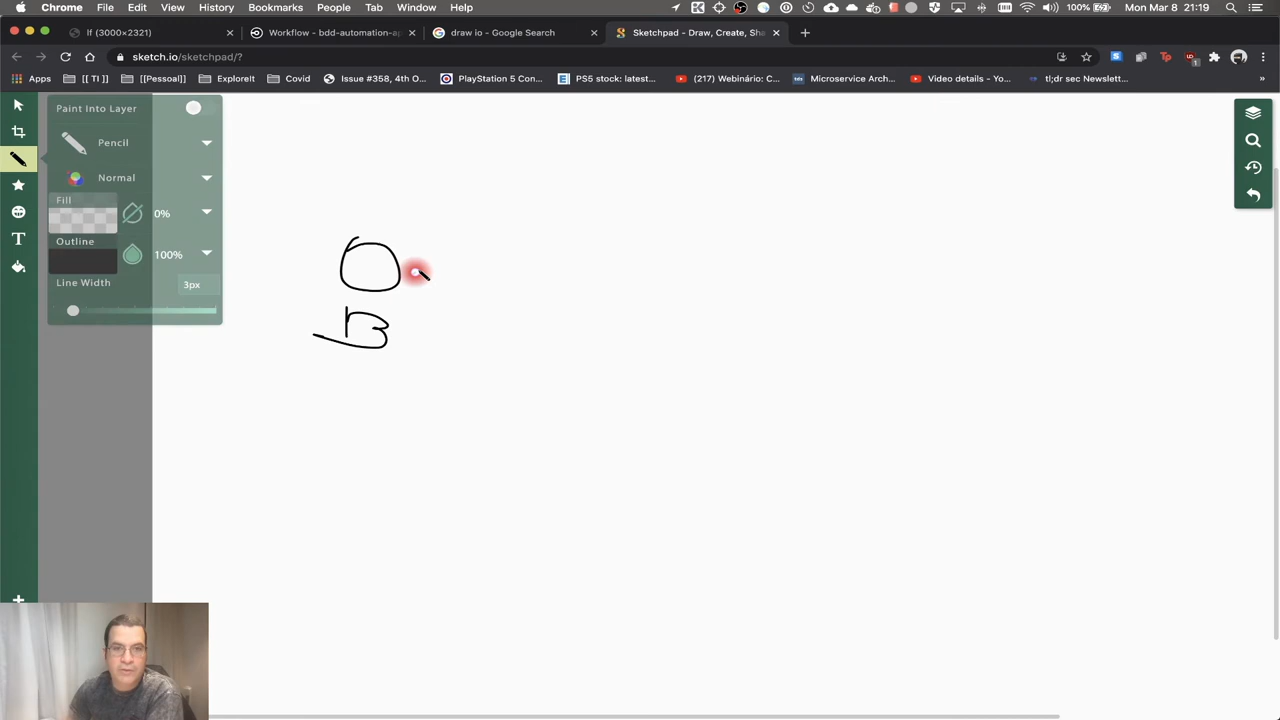 Chrome File Edit View History Bookmarks People Tab Window Help 100% Mon Mar 8 21:19
lf (3000×2321) Workflow - bdd-automation-ap draw io - Google Search Sketchpad - Draw, Create, Sha
sketch.io/sketchpad/?
Apps [[ TI ] [[Pessoal]] ExploreIt Covid Issue #358, 4th O... PlayStation 5 Con... PS5 stock: latest... (217) Webinário: C... Microservice Arch... Video details - Yo... tl;dr sec Newslett... »
Paint Into Layer
Pencil
Normal
Fill
0%
Outline
100%
Line Width
3px
B